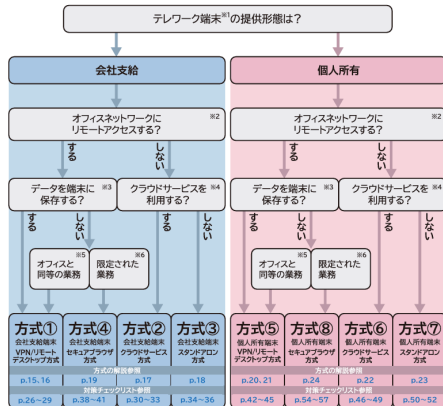 テレワーク端末※1の提供形態は？
会社支給
オフィスネットワークに ※2
リモートアクセスする？
する
しない
データを端末に ※3
保存する？
クラウドサービスを ※4
利用する？
する
しない
する
しない
オフィスと ※5
同等の業務
限定された ※6
業務
方式①
会社支給端末
VPN/リモート
デスクトップ方式
方式④
会社支給端末
セキュアブラウザ
方式
方式②
会社支給端末
クラウドサービス
方式
方式③
会社支給端末
スタンドアロン
方式
方式の解説参照
p.15、16
p.19
p.17
p.18
対策チェックリスト参照
p.26~29
p.38~41
p.30~33
p.34~36
個人所有
オフィスネットワークに ※2
リモートアクセスする？
する
しない
データを端末に ※3
保存する？
クラウドサービスを ※4
利用する？
する
しない
する
しない
オフィスと ※5
同等の業務
限定された ※6
業務
方式⑤
個人所有端末
VPN/リモート
デスクトップ方式
方式⑧
個人所有端末
セキュアブラウザ
方式
方式⑥
個人所有端末
クラウドサービス
方式
方式⑦
個人所有端末
スタンドアロン
方式
方式の解説参照
p.20、21
p.24
p.22
p.23
対策チェックリスト参照
p.42~45
p.54~57
p.46~49
p.50~52